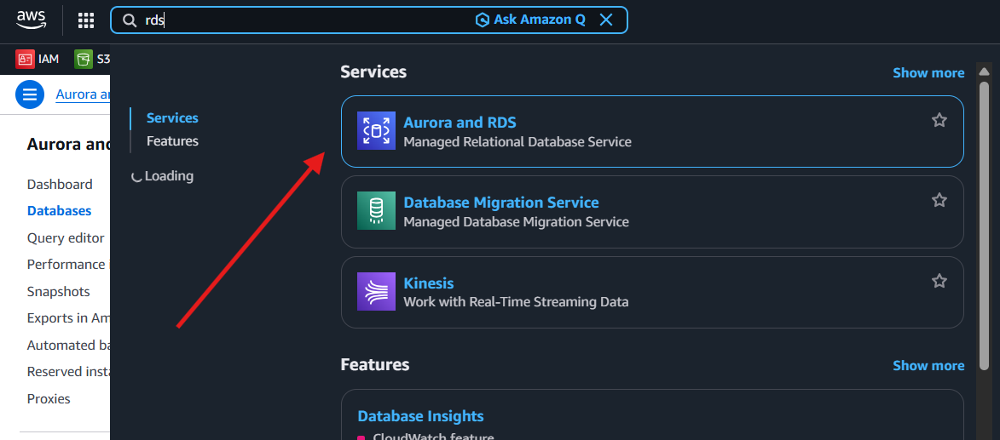 aws
rds
Ask Amazon Q
IAM
S3
Aurora an
Services
Features
Loading
Aurora and
Dashboard
Databases
Query editor
Performance i
Snapshots
Exports in Am
Automated ba
Reserved insta
Proxies
Services
Show more
Aurora and RDS
Managed Relational Database Service
Database Migration Service
Managed Database Migration Service
Kinesis
Work with Real-Time Streaming Data
Features
Show more
Database Insights
CloudWatch feature